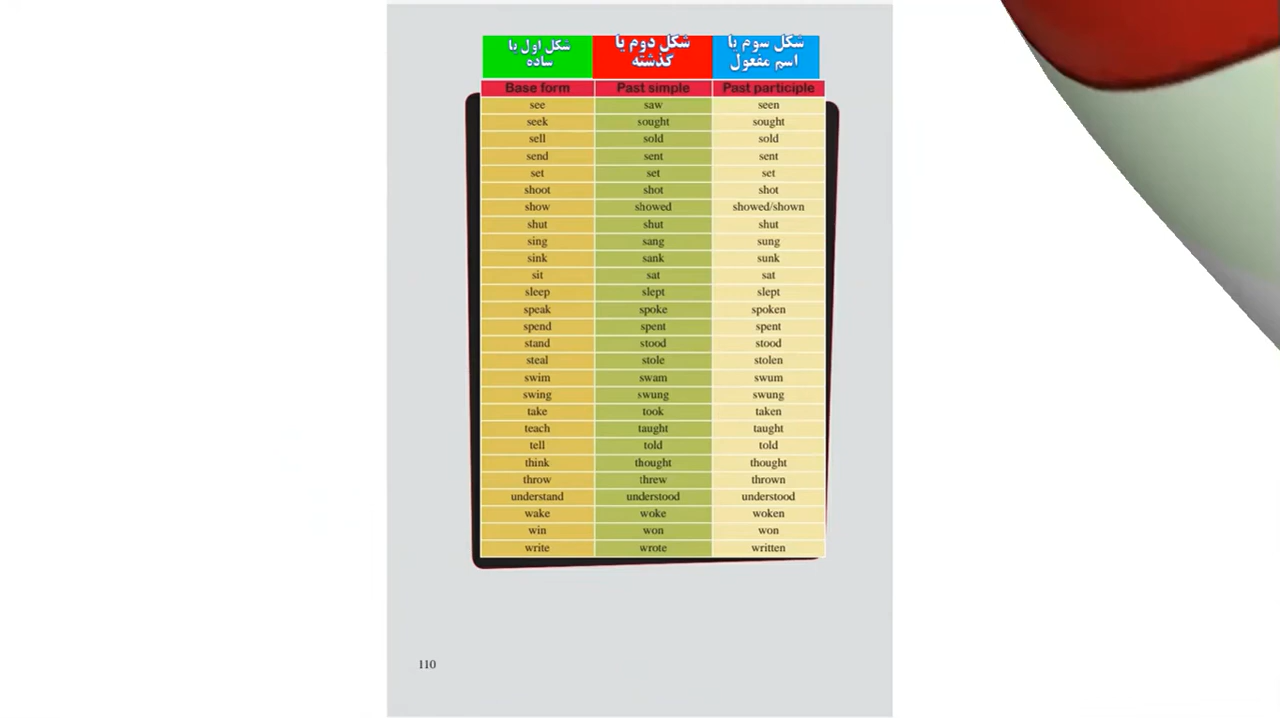 شکل اول یا شکل دوم یا شکل سوم یا
ساده گذشته اسم مفعول
Base form Past simple Past participle
see saw seen
seek sought sought
sell sold sold
send sent sent
set set set
shoot shot shot
show showed showed/shown
shut shut shut
sing sang sung
sink sank sunk
sit sat sat
sleep slept slept
speak spoke spoken
spend spent spent
stand stood stood
steal stole stolen
swim swam swum
swing swung swung
take took taken
teach taught taught
tell told told
think thought thought
throw threw thrown
understand understood understood
wake woke woken
win won won
write wrote written
110